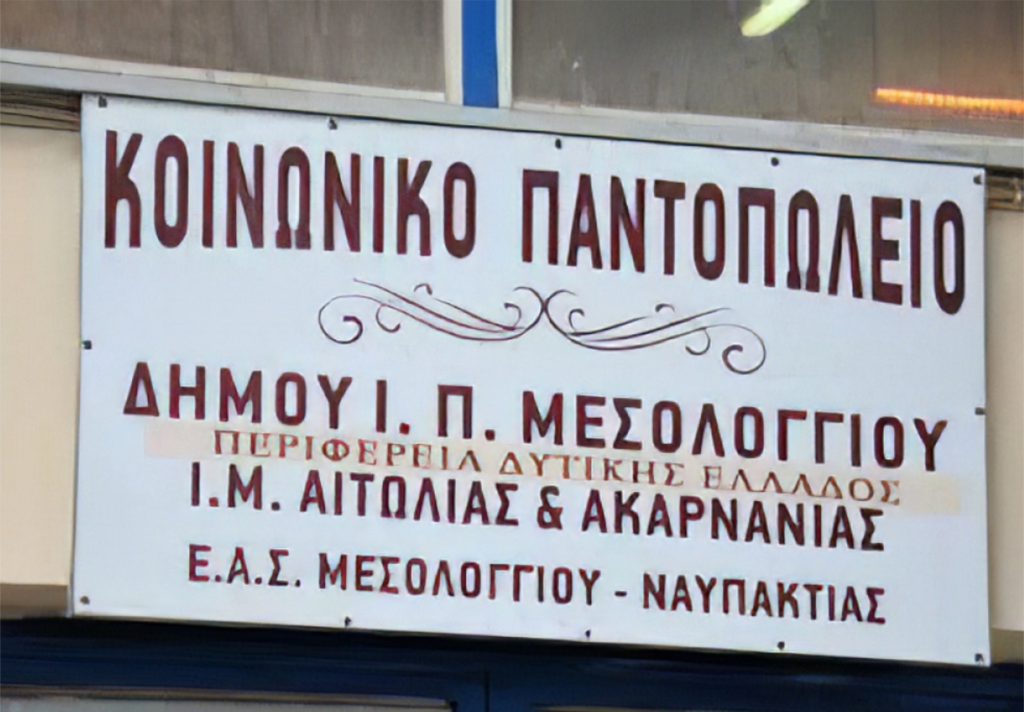 ΚΟΙΝΩΝΙΚΟ ΠΑΝΤΟΠΩΛΕΙΟ
ΔΗΜΟΥ Ι. Π. ΜΕΣΟΛΟΓΓΙΟΥ
ΠΕΡΙΦΕΡΕΙΑ ΔΥΤΙΚΗΣ ΕΛΛΑΔΟΣ
Ι.Μ. ΑΙΤΩΛΙΑΣ & ΑΚΑΡΝΑΝΙΑΣ
Ε.Α.Σ. ΜΕΣΟΛΟΓΓΙΟΥ - ΝΑΥΠΑΚΤΙΑΣ